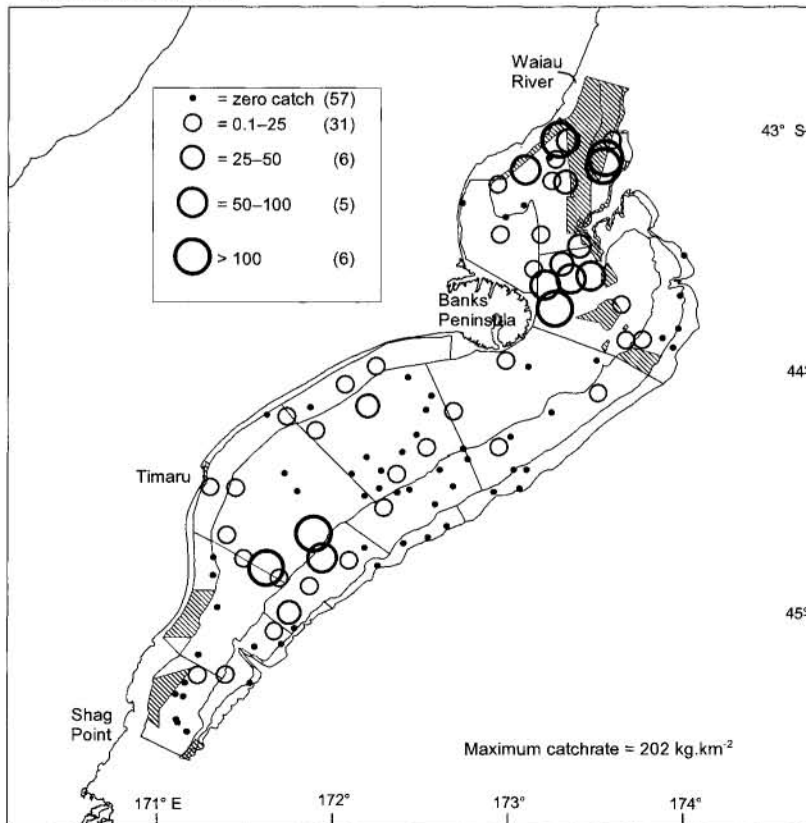 Waiau
River
• = zero catch (57)
= 0.1–25 (31)
= 25–50 (6)
= 50–100 (5)
> 100 (6)
43° S
Banks
Peninsula
44°
Timaru
45°
Shag
Point
Maximum catchrate = 202 kg.km⁻²
171° E 172° 173° 174°